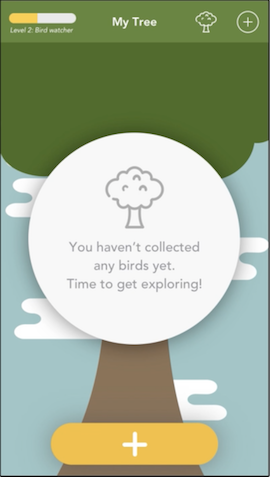 My Tree
Level 2: Bird watcher
You haven't collected
any birds yet.
Time to get exploring!